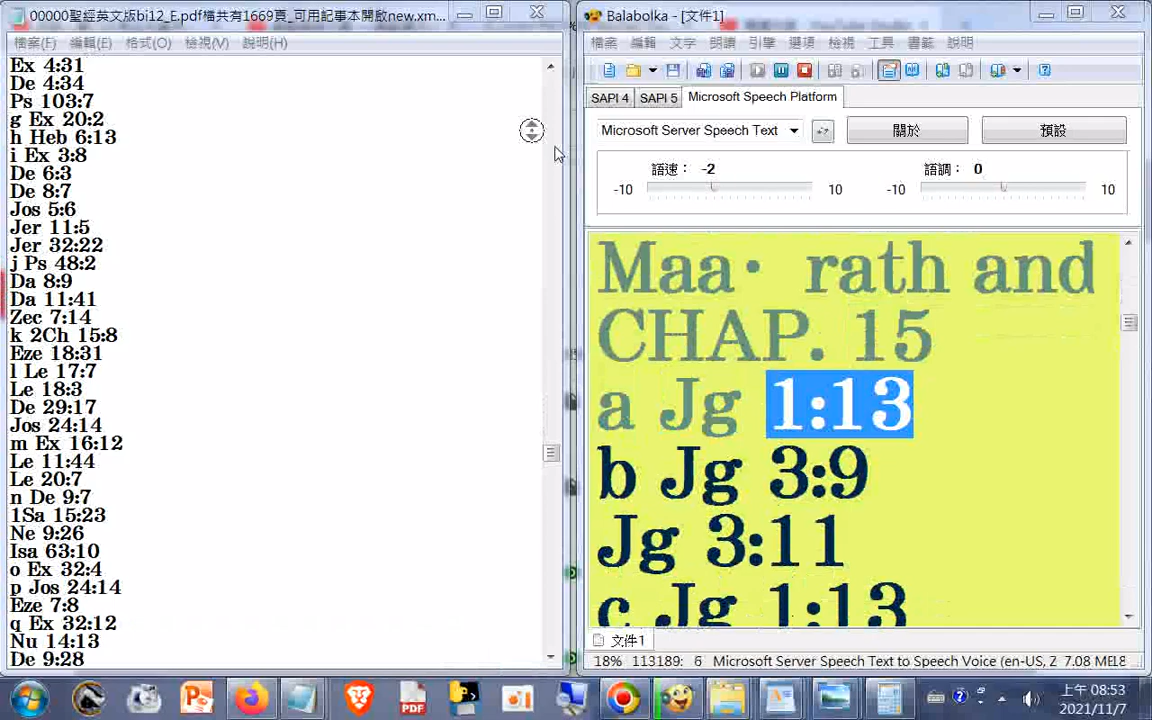 00000聖經英文版bi12_E.pdf檔共有1669頁_可用記事本開啟new.xm...
檔案(F) 編輯(E) 格式(O) 檢視(V) 說明(H)
Ex 4:31
De 4:34
Ps 103:7
g Ex 20:2
h Heb 6:13
i Ex 3:8
De 6:3
De 8:7
Jos 5:6
Jer 11:5
Jer 32:22
j Ps 48:2
Da 8:9
Da 11:41
Zec 7:14
k 2Ch 15:8
Eze 18:31
l Le 17:7
Le 18:3
De 29:17
Jos 24:14
m Ex 16:12
Le 11:44
Le 20:7
n De 9:7
1Sa 15:23
Ne 9:26
Isa 63:10
o Ex 32:4
p Jos 24:14
Eze 7:8
q Ex 32:12
Nu 14:13
De 9:28
Balabolka - [文件1]
檔案 編輯 文字 朗讀 引擎 選項 檢視 工具 書籤 說明
SAPI 4 SAPI 5 Microsoft Speech Platform
Microsoft Server Speech Text 關於 預設
語速： -2 語調： 0
-10 10 -10 10
Maa· rath and
CHAP. 15
a Jg 1:13
b Jg 3:9
Jg 3:11
c Jg 1:13
文件1
18% 113189: 6 Microsoft Server Speech Text to Speech Voice (en-US, Z 7.08 MEL8
上午 08:53
2021/11/7